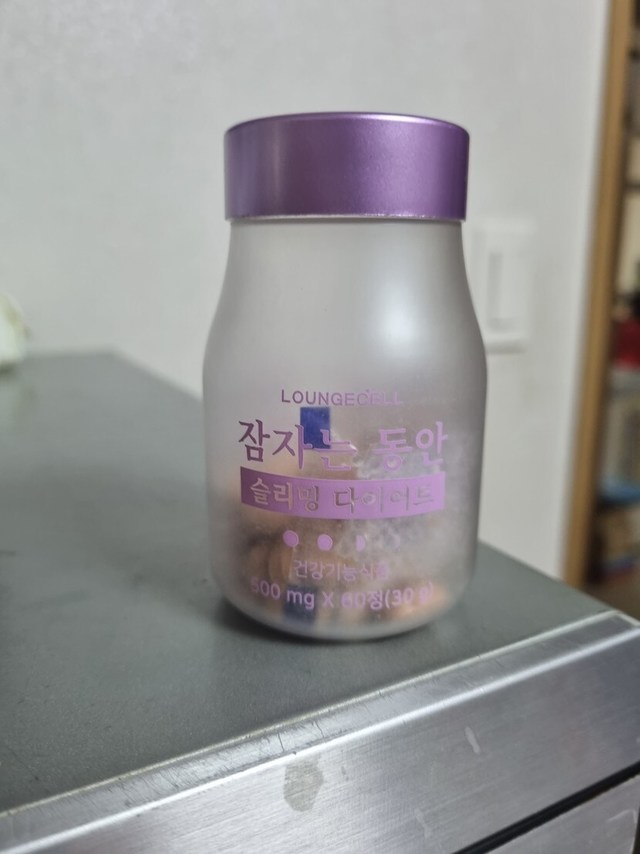 LOUNGECELL
잠자는 동안
슬리밍 다이어트
건강기능식품
500 mg X 60정(30 g)